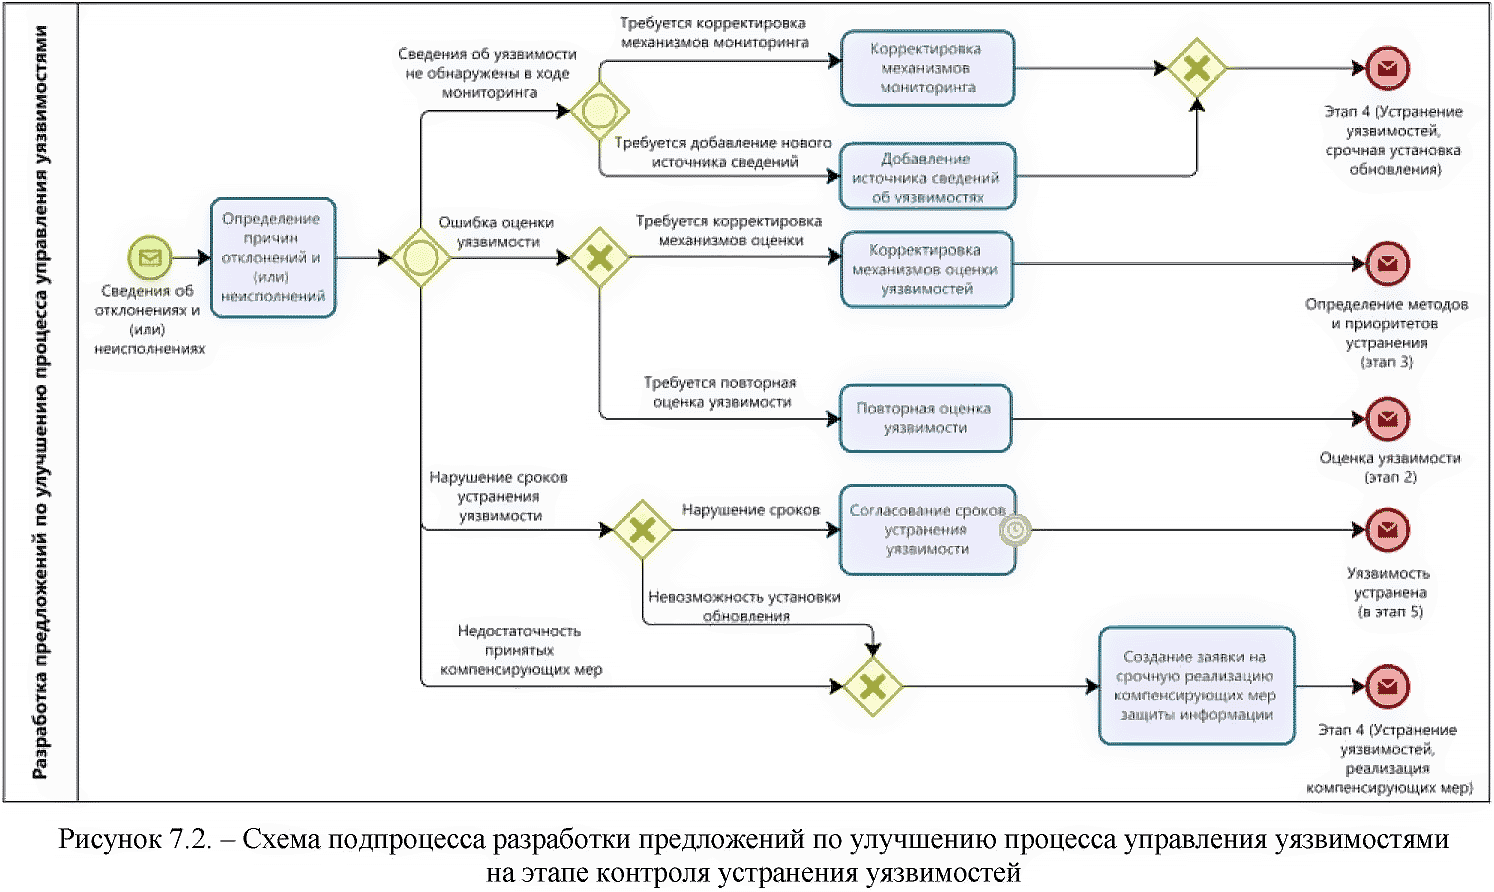 Разработка предложений по улучшению процесса управления уязвимостями
Сведения об
отклонениях и
(или)
неисполнениях
Определение
причин
отклонений и
(или)
неисполнений
Сведения об уязвимости
не обнаружены в ходе
мониторинга
Требуется корректировка
механизмов мониторинга
Корректировка
механизмов
мониторинга
Этап 4 (Устранение
уязвимостей,
срочная установка
обновления)
Требуется добавление нового
источника сведений
Добавление
источника сведений
об уязвимостях
Ошибка оценки
уязвимости
Требуется корректировка
механизмов оценки
Корректировка
механизмов оценки
уязвимостей
Определение методов
и приоритетов
устранения
(этап 3)
Требуется повторная
оценка уязвимости
Повторная оценка
уязвимости
Оценка уязвимости
(этап 2)
Нарушение сроков
устранения
уязвимости
Нарушение сроков
Согласование сроков
устранения
уязвимости
Уязвимость
устранена
(в этап 5)
Невозможность установки
обновления
Недостаточность
принятых
компенсирующих мер
Создание заявки на
срочную реализацию
компенсирующих мер
защиты информации
Этап 4 (Устранение
уязвимостей,
реализация
компенсирующих мер)
Рисунок 7.2. – Схема подпроцесса разработки предложений по улучшению процесса управления уязвимостями
на этапе контроля устранения уязвимостей